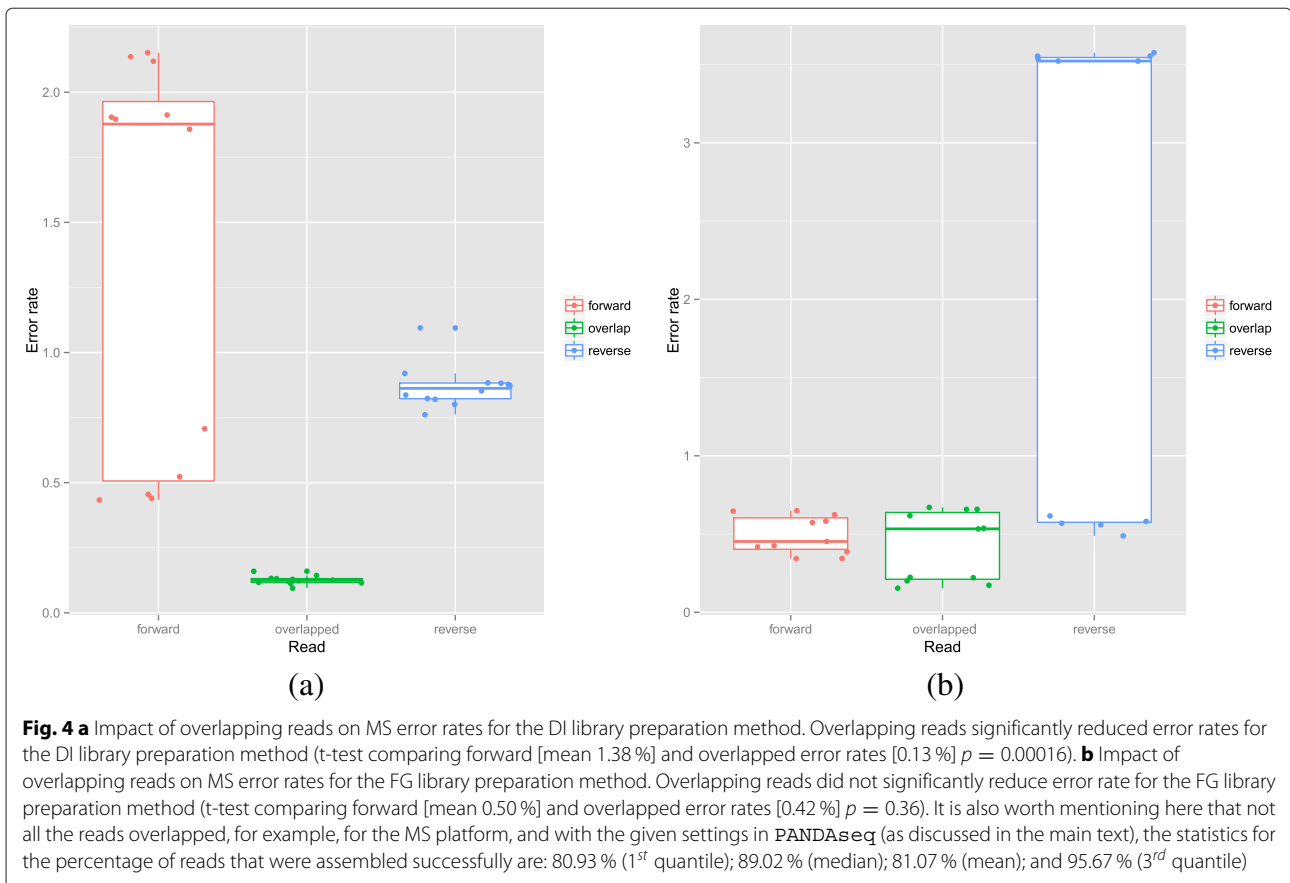 2.0
1.5
1.0
0.5
0.0
Error rate
forward
overlapped
reverse
Read
forward
overlap
reverse
(a)
3
2
1
0
Error rate
forward
overlapped
reverse
Read
forward
overlap
reverse
(b)
Fig. 4 a Impact of overlapping reads on MS error rates for the DI library preparation method. Overlapping reads significantly reduced error rates for
the DI library preparation method (t-test comparing forward [mean 1.38 %] and overlapped error rates [0.13 %] p = 0.00016). b Impact of
overlapping reads on MS error rates for the FG library preparation method. Overlapping reads did not significantly reduce error rate for the FG library
preparation method (t-test comparing forward [mean 0.50 %] and overlapped error rates [0.42 %] p = 0.36). It is also worth mentioning here that not
all the reads overlapped, for example, for the MS platform, and with the given settings in PANDAseq (as discussed in the main text), the statistics for
the percentage of reads that were assembled successfully are: 80.93 % (1st quantile); 89.02 % (median); 81.07 % (mean); and 95.67 % (3rd quantile)